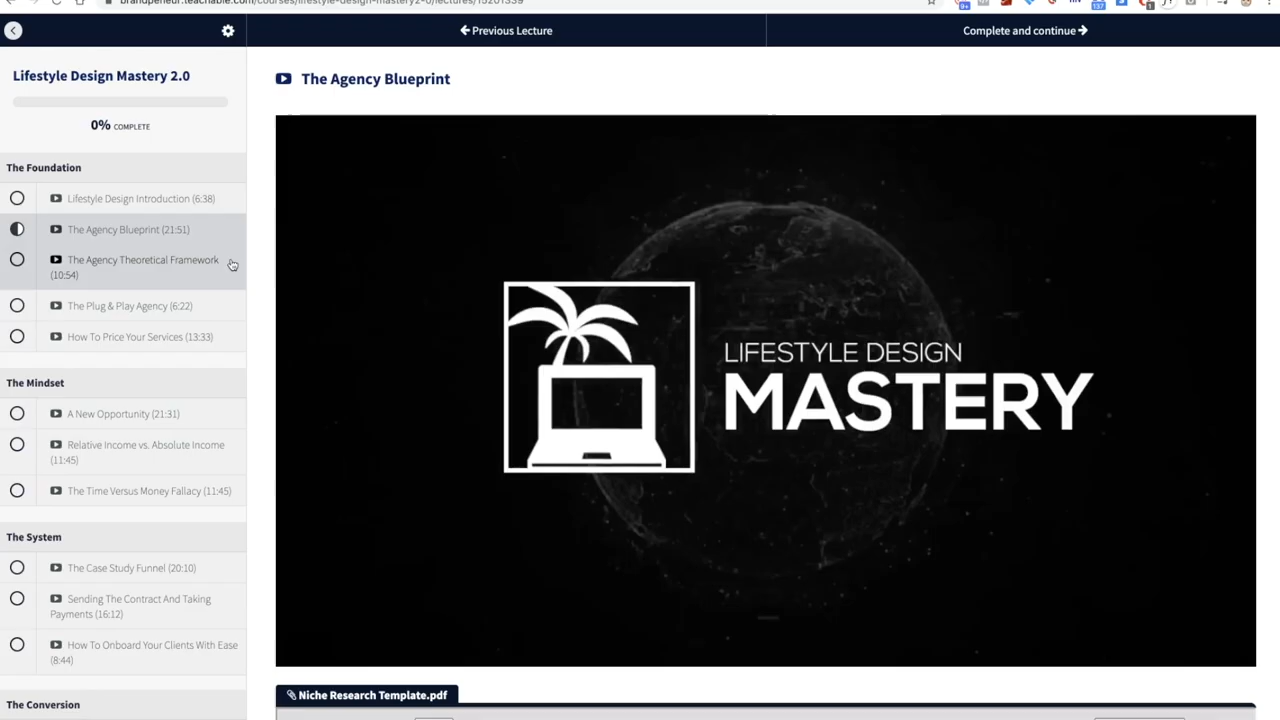 Previous Lecture
Complete and continue
Lifestyle Design Mastery 2.0
0% COMPLETE
The Foundation
Lifestyle Design Introduction (6:38)
The Agency Blueprint (21:51)
The Agency Theoretical Framework
(10:54)
The Plug & Play Agency (6:22)
How To Price Your Services (13:33)
The Mindset
A New Opportunity (21:31)
Relative Income vs. Absolute Income
(11:45)
The Time Versus Money Fallacy (11:45)
The System
The Case Study Funnel (20:10)
Sending The Contract And Taking
Payments (16:12)
How To Onboard Your Clients With Ease
(8:44)
The Conversion
The Agency Blueprint
LIFESTYLE DESIGN
MASTERY
Niche Research Template.pdf